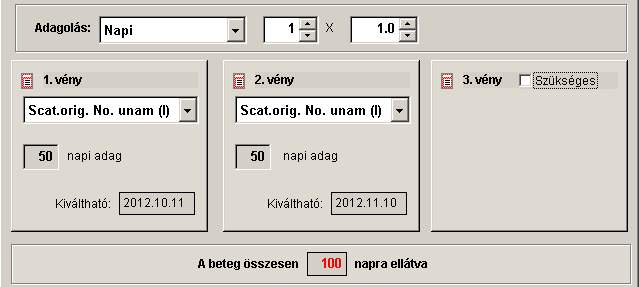 Adagolás: Napi 1 X 1.0
1. vény
Scat.orig. No. unam (I)
50 napi adag
Kiváltható: 2012.10.11
2. vény
Scat.orig. No. unam (I)
50 napi adag
Kiváltható: 2012.11.10
3. vény Szükséges
A beteg összesen 100 napra ellátva